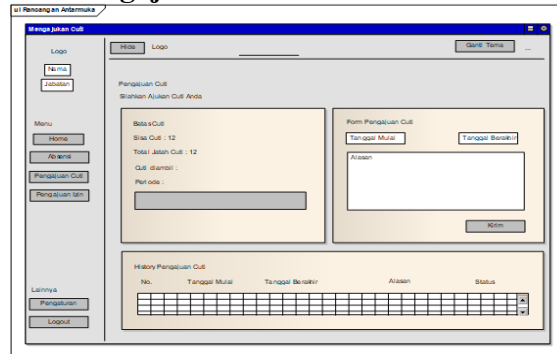 ui Rancangan Antarmuka
Mengajukan Cuti
Logo
Nama
Jabatan
Menu
Home
Absensi
Pengajuan Cuti
Pengajuan Izin
Lainnya
Pengaturan
Logout
Hide
Logo
Ganti Tema
...
Pengajuan Cuti
Silahkan Ajukan Cuti Anda
Batas Cuti
Sisa Cuti : 12
Total Jatah Cuti : 12
Cuti diambil :
Periode :
Form Pengajuan Cuti
Tanggal Mulai
Tanggal Berakhir
Alasan
Kirim
History Pengajuan Cuti
No. Tanggal Mulai Tanggal Berakhir Alasan Status